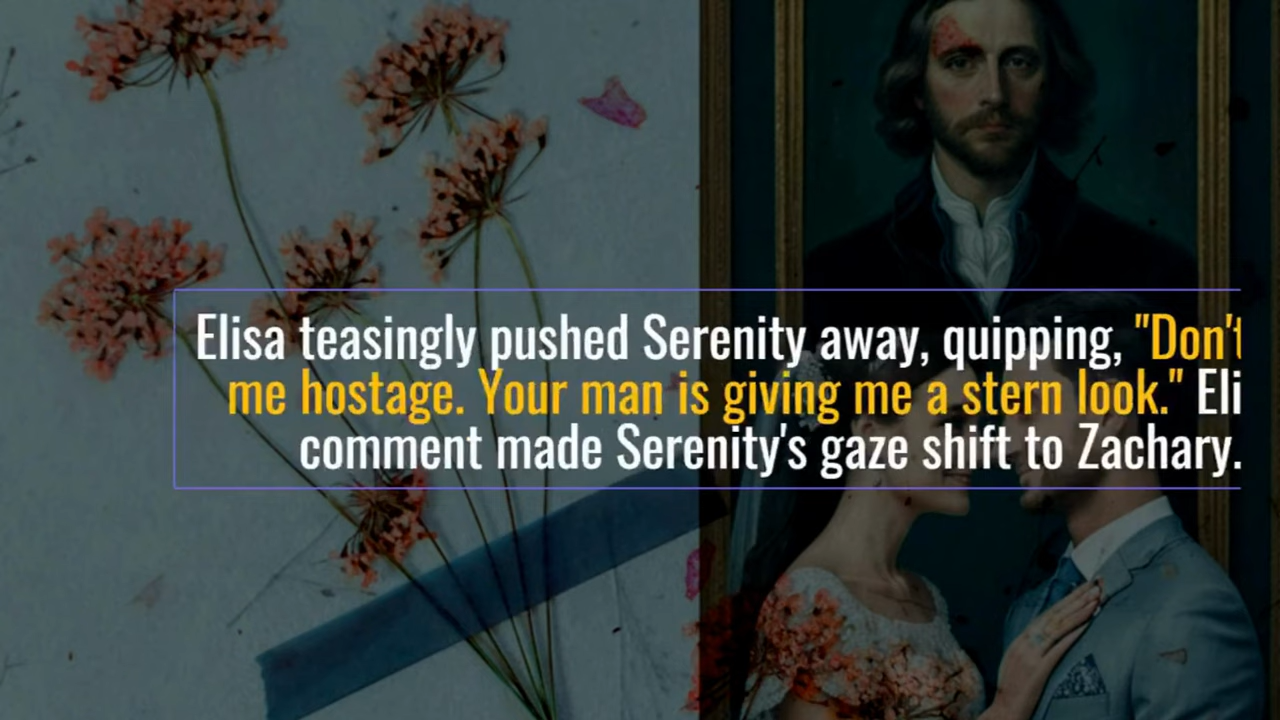 Elisa teasingly pushed Serenity away, quipping, "Don't
me hostage. Your man is giving me a stern look." Eli
comment made Serenity's gaze shift to Zachary.